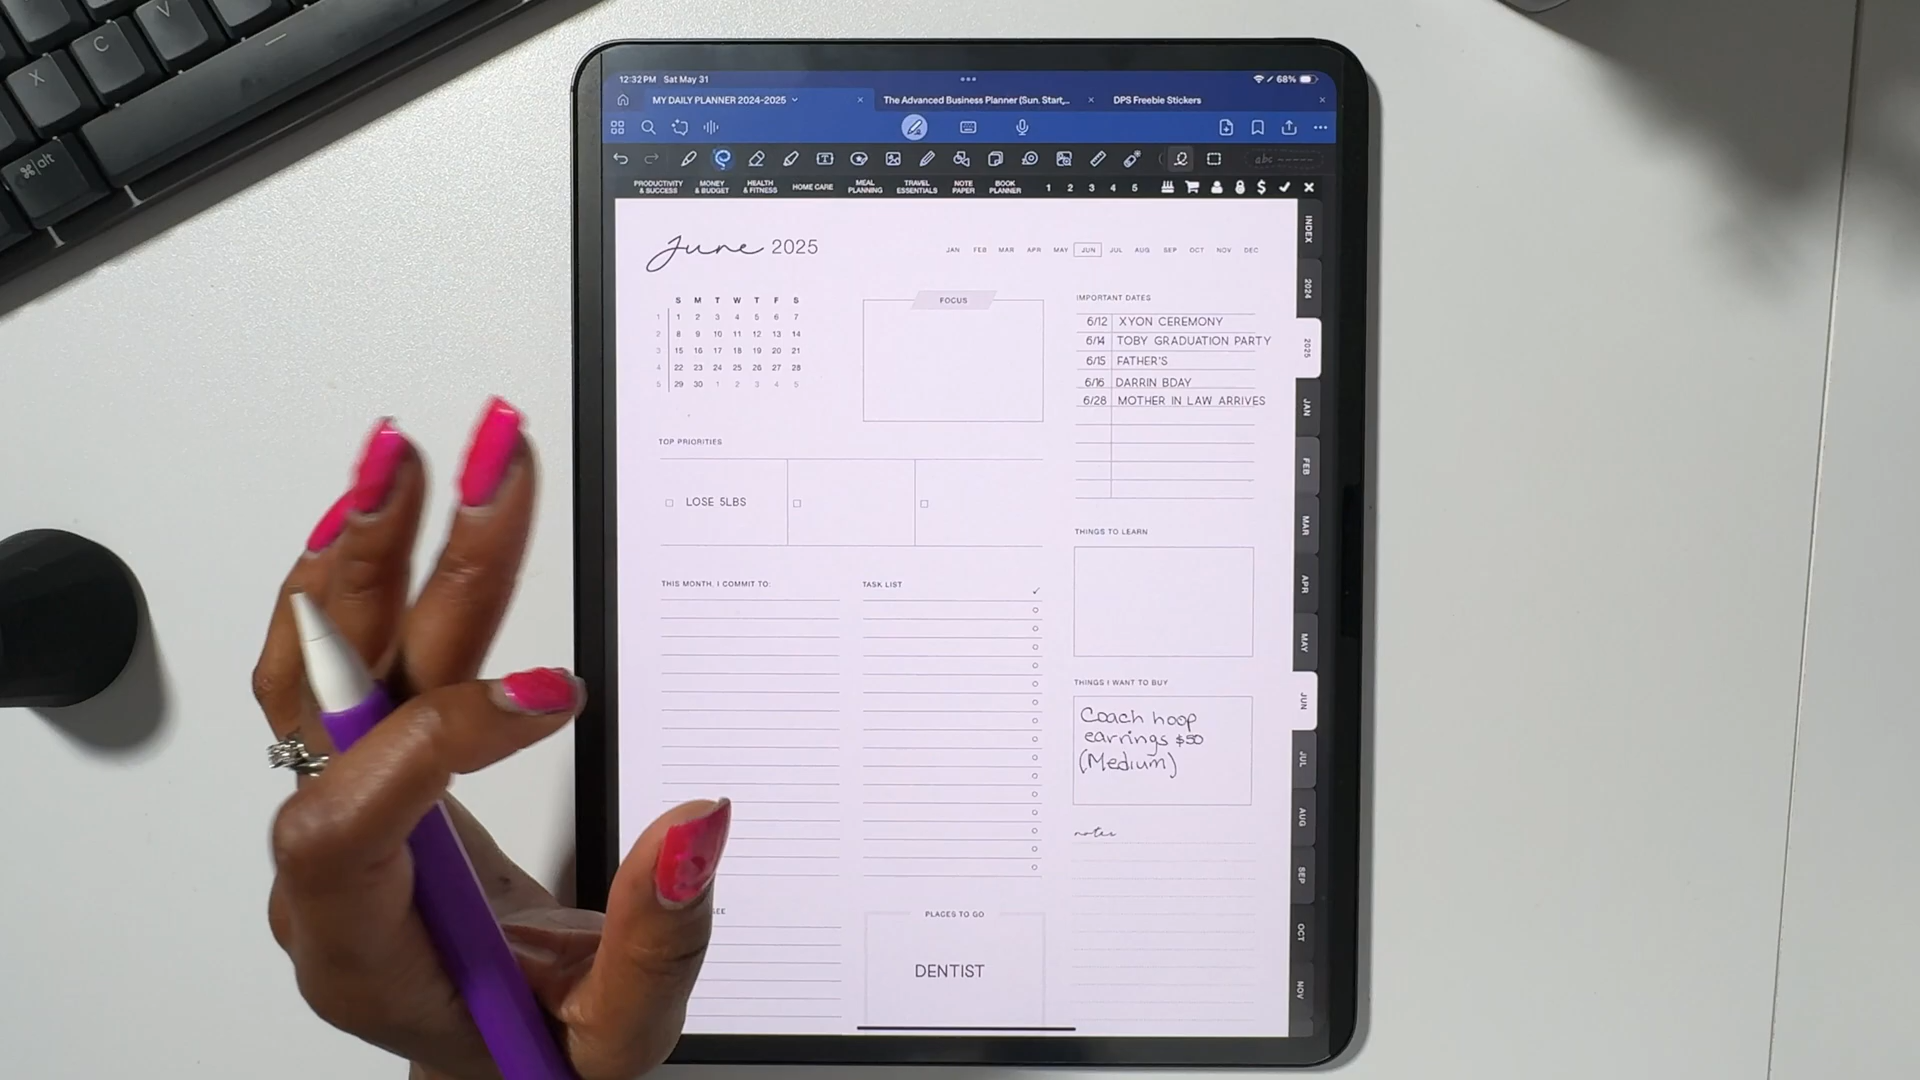 C
V
X
⌘|alt
12:32 PM Sat May 31
68%
MY DAILY PLANNER 2024-2025
The Advanced Business Planner (Sun. Start,...
DPS Freebie Stickers
PRODUCTIVITY & SUCCESS
MONEY & BUDGET
HEALTH & FITNESS
HOME CARE
MEAL PLANNING
TRAVEL ESSENTIALS
NOTE PAPER
BOOK PLANNER
1 2 3 4 5
June 2025
JAN FEB MAR APR MAY JUN JUL AUG SEP OCT NOV DEC
S M T W T F S
1 1 2 3 4 5 6 7
2 8 9 10 11 12 13 14
3 15 16 17 18 19 20 21
4 22 23 24 25 26 27 28
5 29 30 1 2 3 4 5
FOCUS
IMPORTANT DATES
6/12 XYON CEREMONY
6/14 TOBY GRADUATION PARTY
6/15 FATHER'S
6/16 DARRIN BDAY
6/28 MOTHER IN LAW ARRIVES
TOP PRIORITIES
LOSE 5LBS
THINGS TO LEARN
THIS MONTH, I COMMIT TO:
TASK LIST
THINGS I WANT TO BUY
Coach hoop
earrings $50
(Medium)
notes
SEE
PLACES TO GO
DENTIST
INDEX
2024
2025
JAN
FEB
MAR
APR
MAY
JUN
JUL
AUG
SEP
OCT
NOV